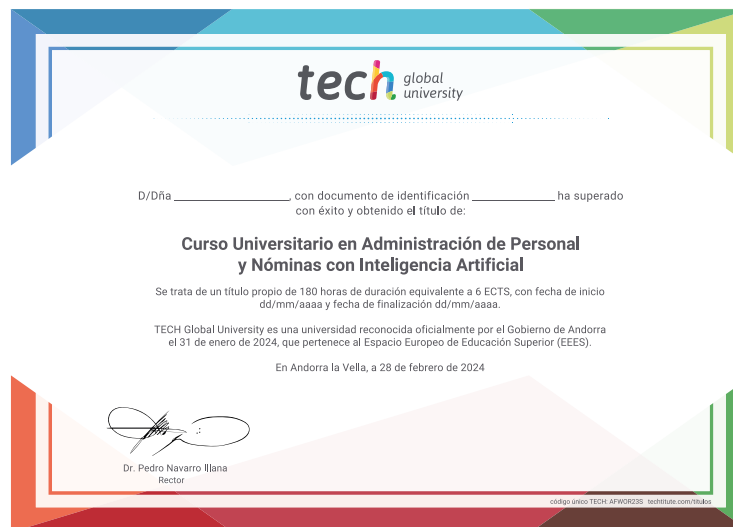 tech global university
D/Dña ______________, con documento de identificación ______________ ha superado
con éxito y obtenido el título de:
Curso Universitario en Administración de Personal
y Nóminas con Inteligencia Artificial
Se trata de un título propio de 180 horas de duración equivalente a 6 ECTS, con fecha de inicio
dd/mm/aaaa y fecha de finalización dd/mm/aaaa.
TECH Global University es una universidad reconocida oficialmente por el Gobierno de Andorra
el 31 de enero de 2024, que pertenece al Espacio Europeo de Educación Superior (EEES).
En Andorra la Vella, a 28 de febrero de 2024
Dr. Pedro Navarro Illana
Rector
código único TECH: AFWOR23S techtitute.com/titulos